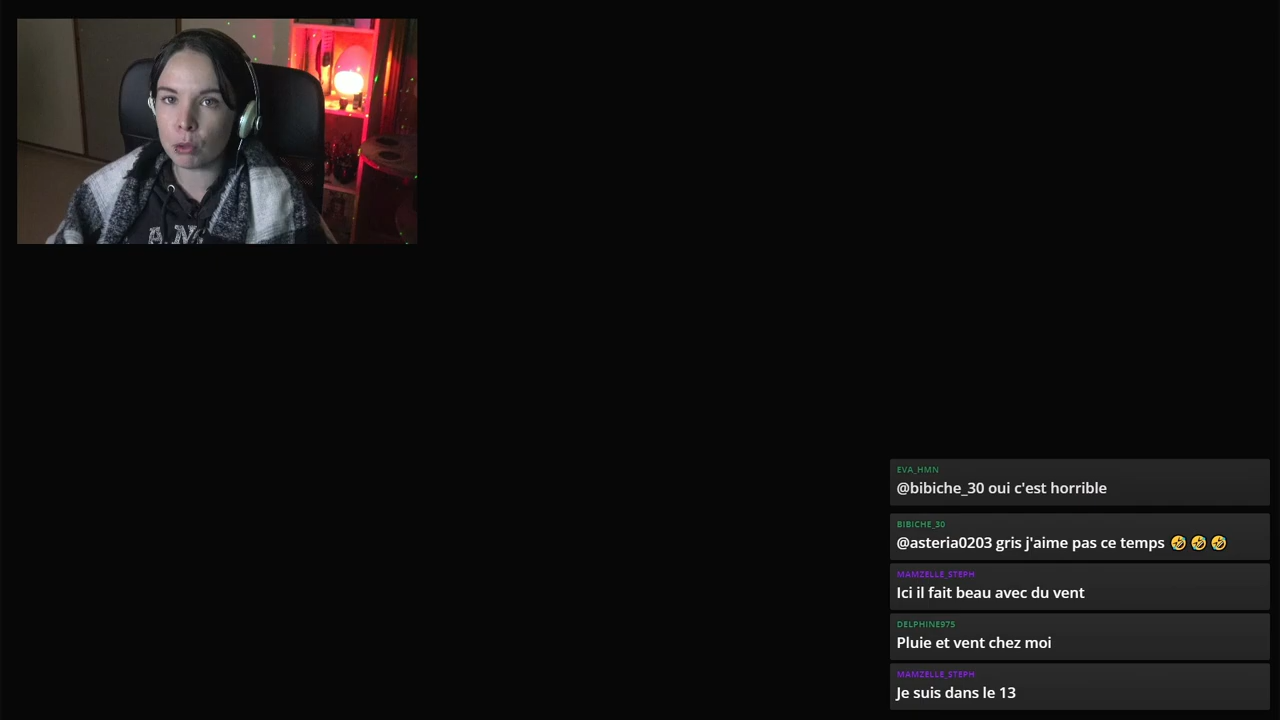 EVA_HMN
@bibiche_30 oui c'est horrible
BIBICHE_30
@asteria0203 gris j'aime pas ce temps 🤣 🤣 🤣
MAMZELLE_STEPH
Ici il fait beau avec du vent
DELPHINE975
Pluie et vent chez moi
MAMZELLE_STEPH
Je suis dans le 13